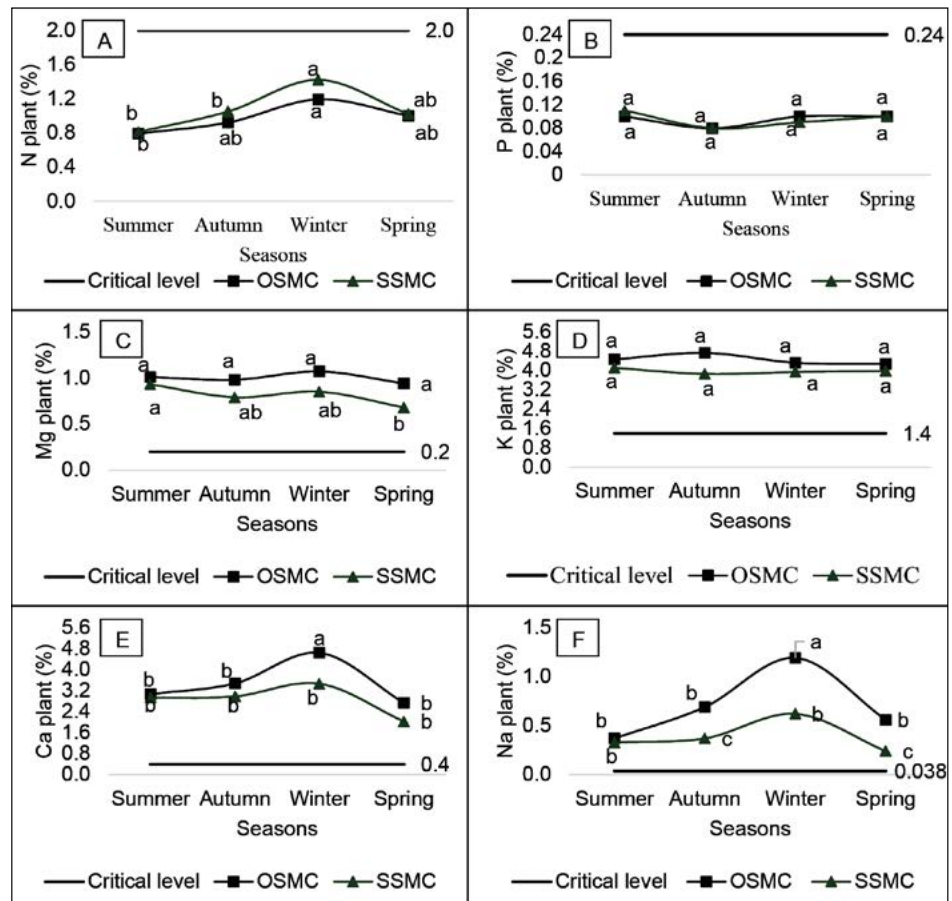 A
N plant (%)
2.0
1.6
1.2
0.8
0.4
0.0
2.0
b b a ab
b ab a ab
Summer Autumn Winter Spring
Seasons
Critical level OSMC SSMC
B
P plant (%)
0.24
0.2
0.16
0.12
0.08
0.04
0
0.24
a a a a
a a a a
Summer Autumn Winter Spring
Seasons
Critical level OSMC SSMC
C
Mg plant (%)
1.5
1.0
0.5
0.0
a a a a
a ab ab b
0.2
Summer Autumn Winter Spring
Seasons
Critical level OSMC SSMC
D
K plant (%)
5.6
4.8
4.0
3.2
2.4
1.6
0.8
0.0
a a a a
a a a a
1.4
Summer Autumn Winter Spring
Seasons
Critical level OSMC SSMC
E
Ca plant (%)
5.6
4.8
4.0
3.2
2.4
1.6
0.8
0.0
b b a b
b b b b
0.4
Summer Autumn Winter Spring
Seasons
Critical level OSMC SSMC
F
Na plant (%)
1.5
1.0
0.5
0.0
b b a b
b c b c
0.038
Summer Autumn Winter Spring
Seasons
Critical level OSMC SSMC